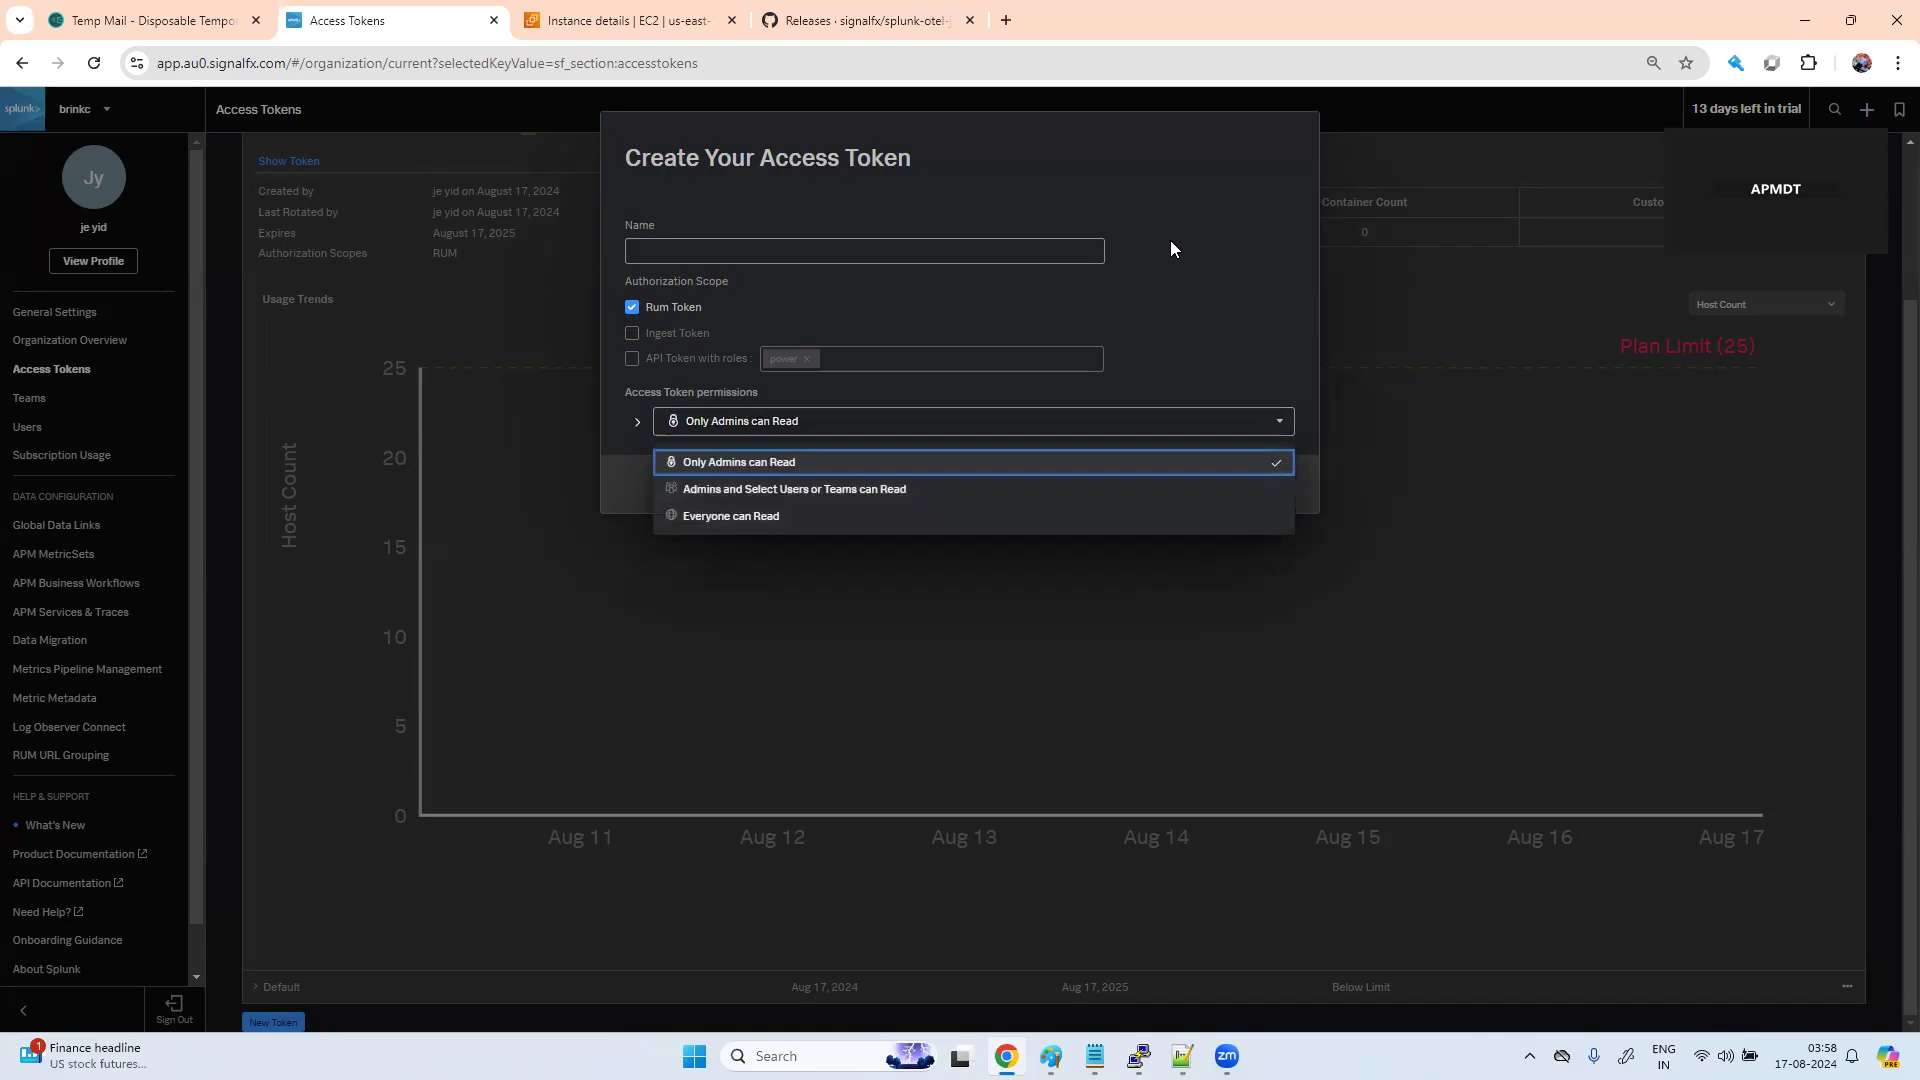 Temp Mail - Disposable Tempo
Access Tokens
Instance details | EC2 | us-east-
Releases · signalfx/splunk-otel-j
app.au0.signalfx.com/#/organization/current?selectedKeyValue=sf_section:accesstokens
splunk>
brinkc
Access Tokens
13 days left in trial
Jy
je yid
View Profile
General Settings
Organization Overview
Access Tokens
Teams
Users
Subscription Usage
DATA CONFIGURATION
Global Data Links
APM MetricSets
APM Business Workflows
APM Services & Traces
Data Migration
Metrics Pipeline Management
Metric Metadata
Log Observer Connect
RUM URL Grouping
HELP & SUPPORT
What's New
Product Documentation
API Documentation
Need Help?
Onboarding Guidance
About Splunk
Sign Out
Show Token
Created by je yid on August 17, 2024
Last Rotated by je yid on August 17, 2024
Expires August 17, 2025
Authorization Scopes RUM
Container Count
Custo
0
APMDT
Usage Trends
Host Count
Plan Limit (25)
Host Count
25
20
15
10
5
0
Aug 11 Aug 12 Aug 13 Aug 14 Aug 15 Aug 16 Aug 17
Create Your Access Token
Name
Authorization Scope
Rum Token
Ingest Token
API Token with roles : power ×
Access Token permissions
Only Admins can Read
Only Admins can Read
Admins and Select Users or Teams can Read
Everyone can Read
Default Aug 17, 2024 Aug 17, 2025 Below Limit
New Token
1
Finance headline
US stock futures...
Search
zm
ENG
IN
03:58
17-08-2024
PRE